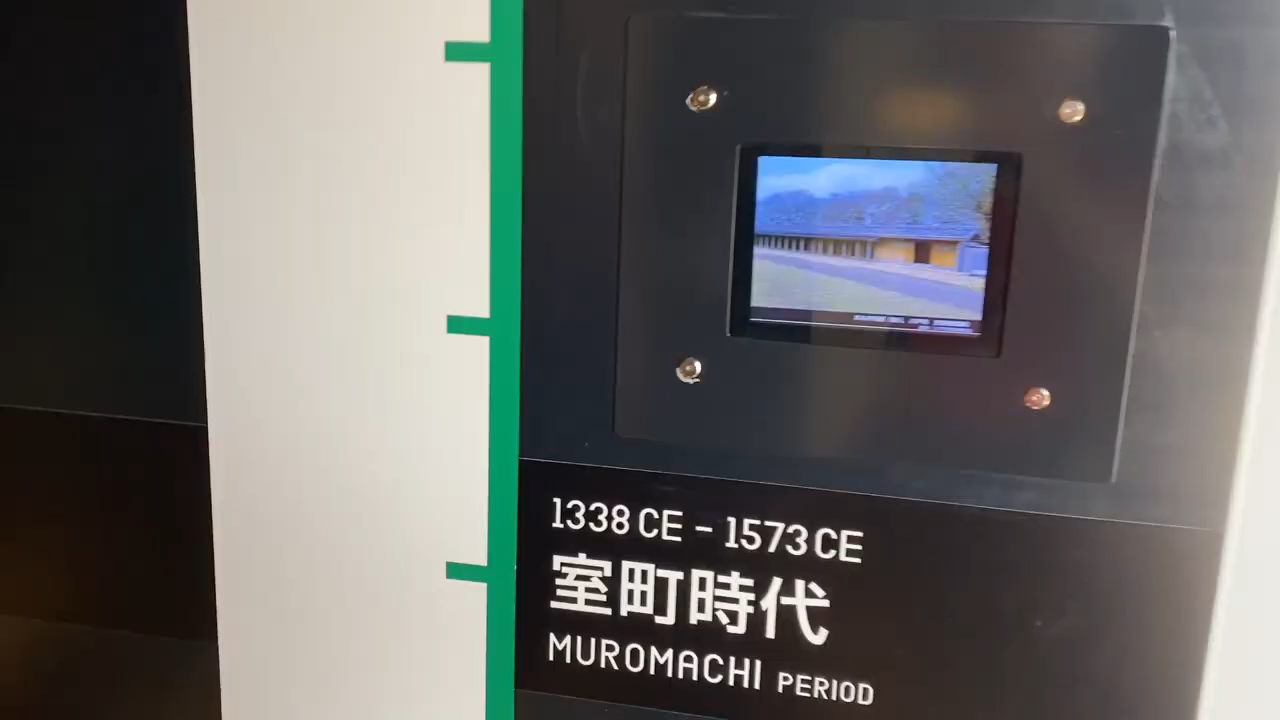 1338 CE - 1573 CE
室町時代
MUROMACHI PERIOD